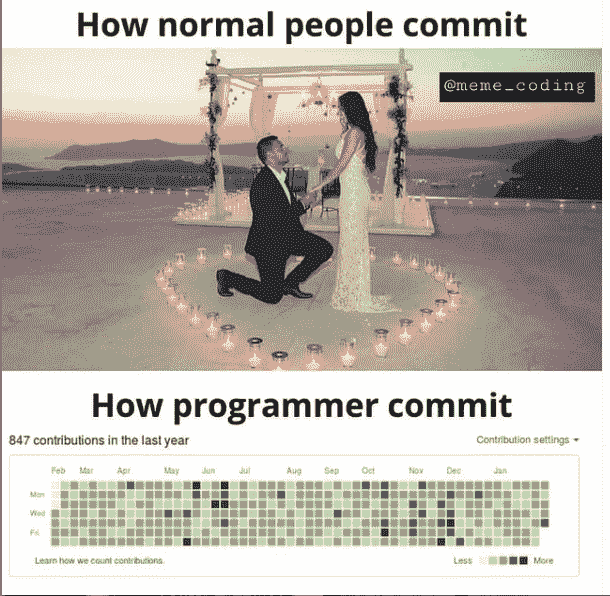 How normal people commit
@meme_coding
How programmer commit
847 contributions in the last year
Contribution settings
Feb Mar Apr May Jun Jul Aug Sep Oct Nov Dec Jan
Mon
Wed
Fri
Learn how we count contributions.
Less More